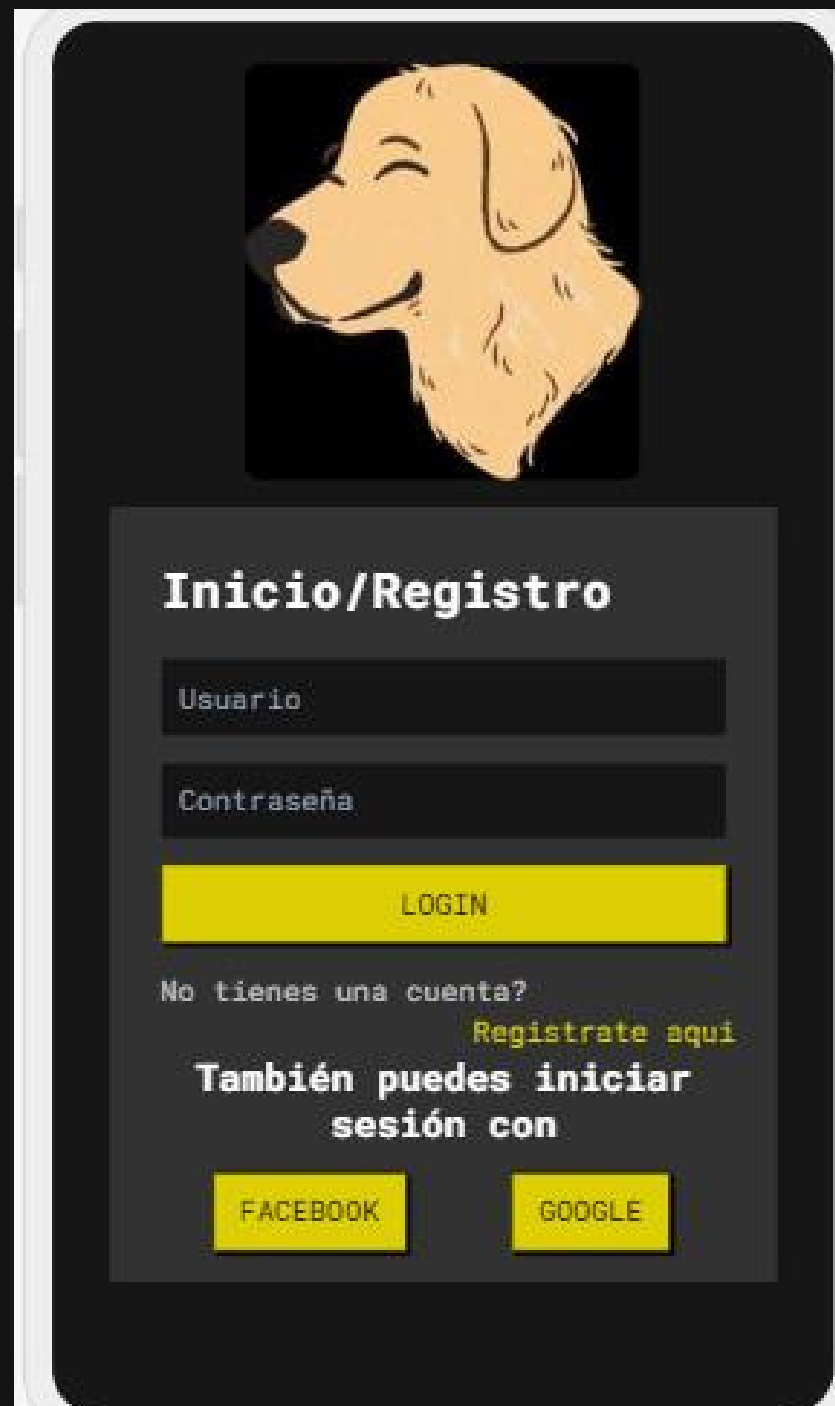 Inicio/Registro
Usuario
Contraseña
LOGIN
No tienes una cuenta?
Registrate aqui
También puedes iniciar
sesión con
FACEBOOK GOOGLE